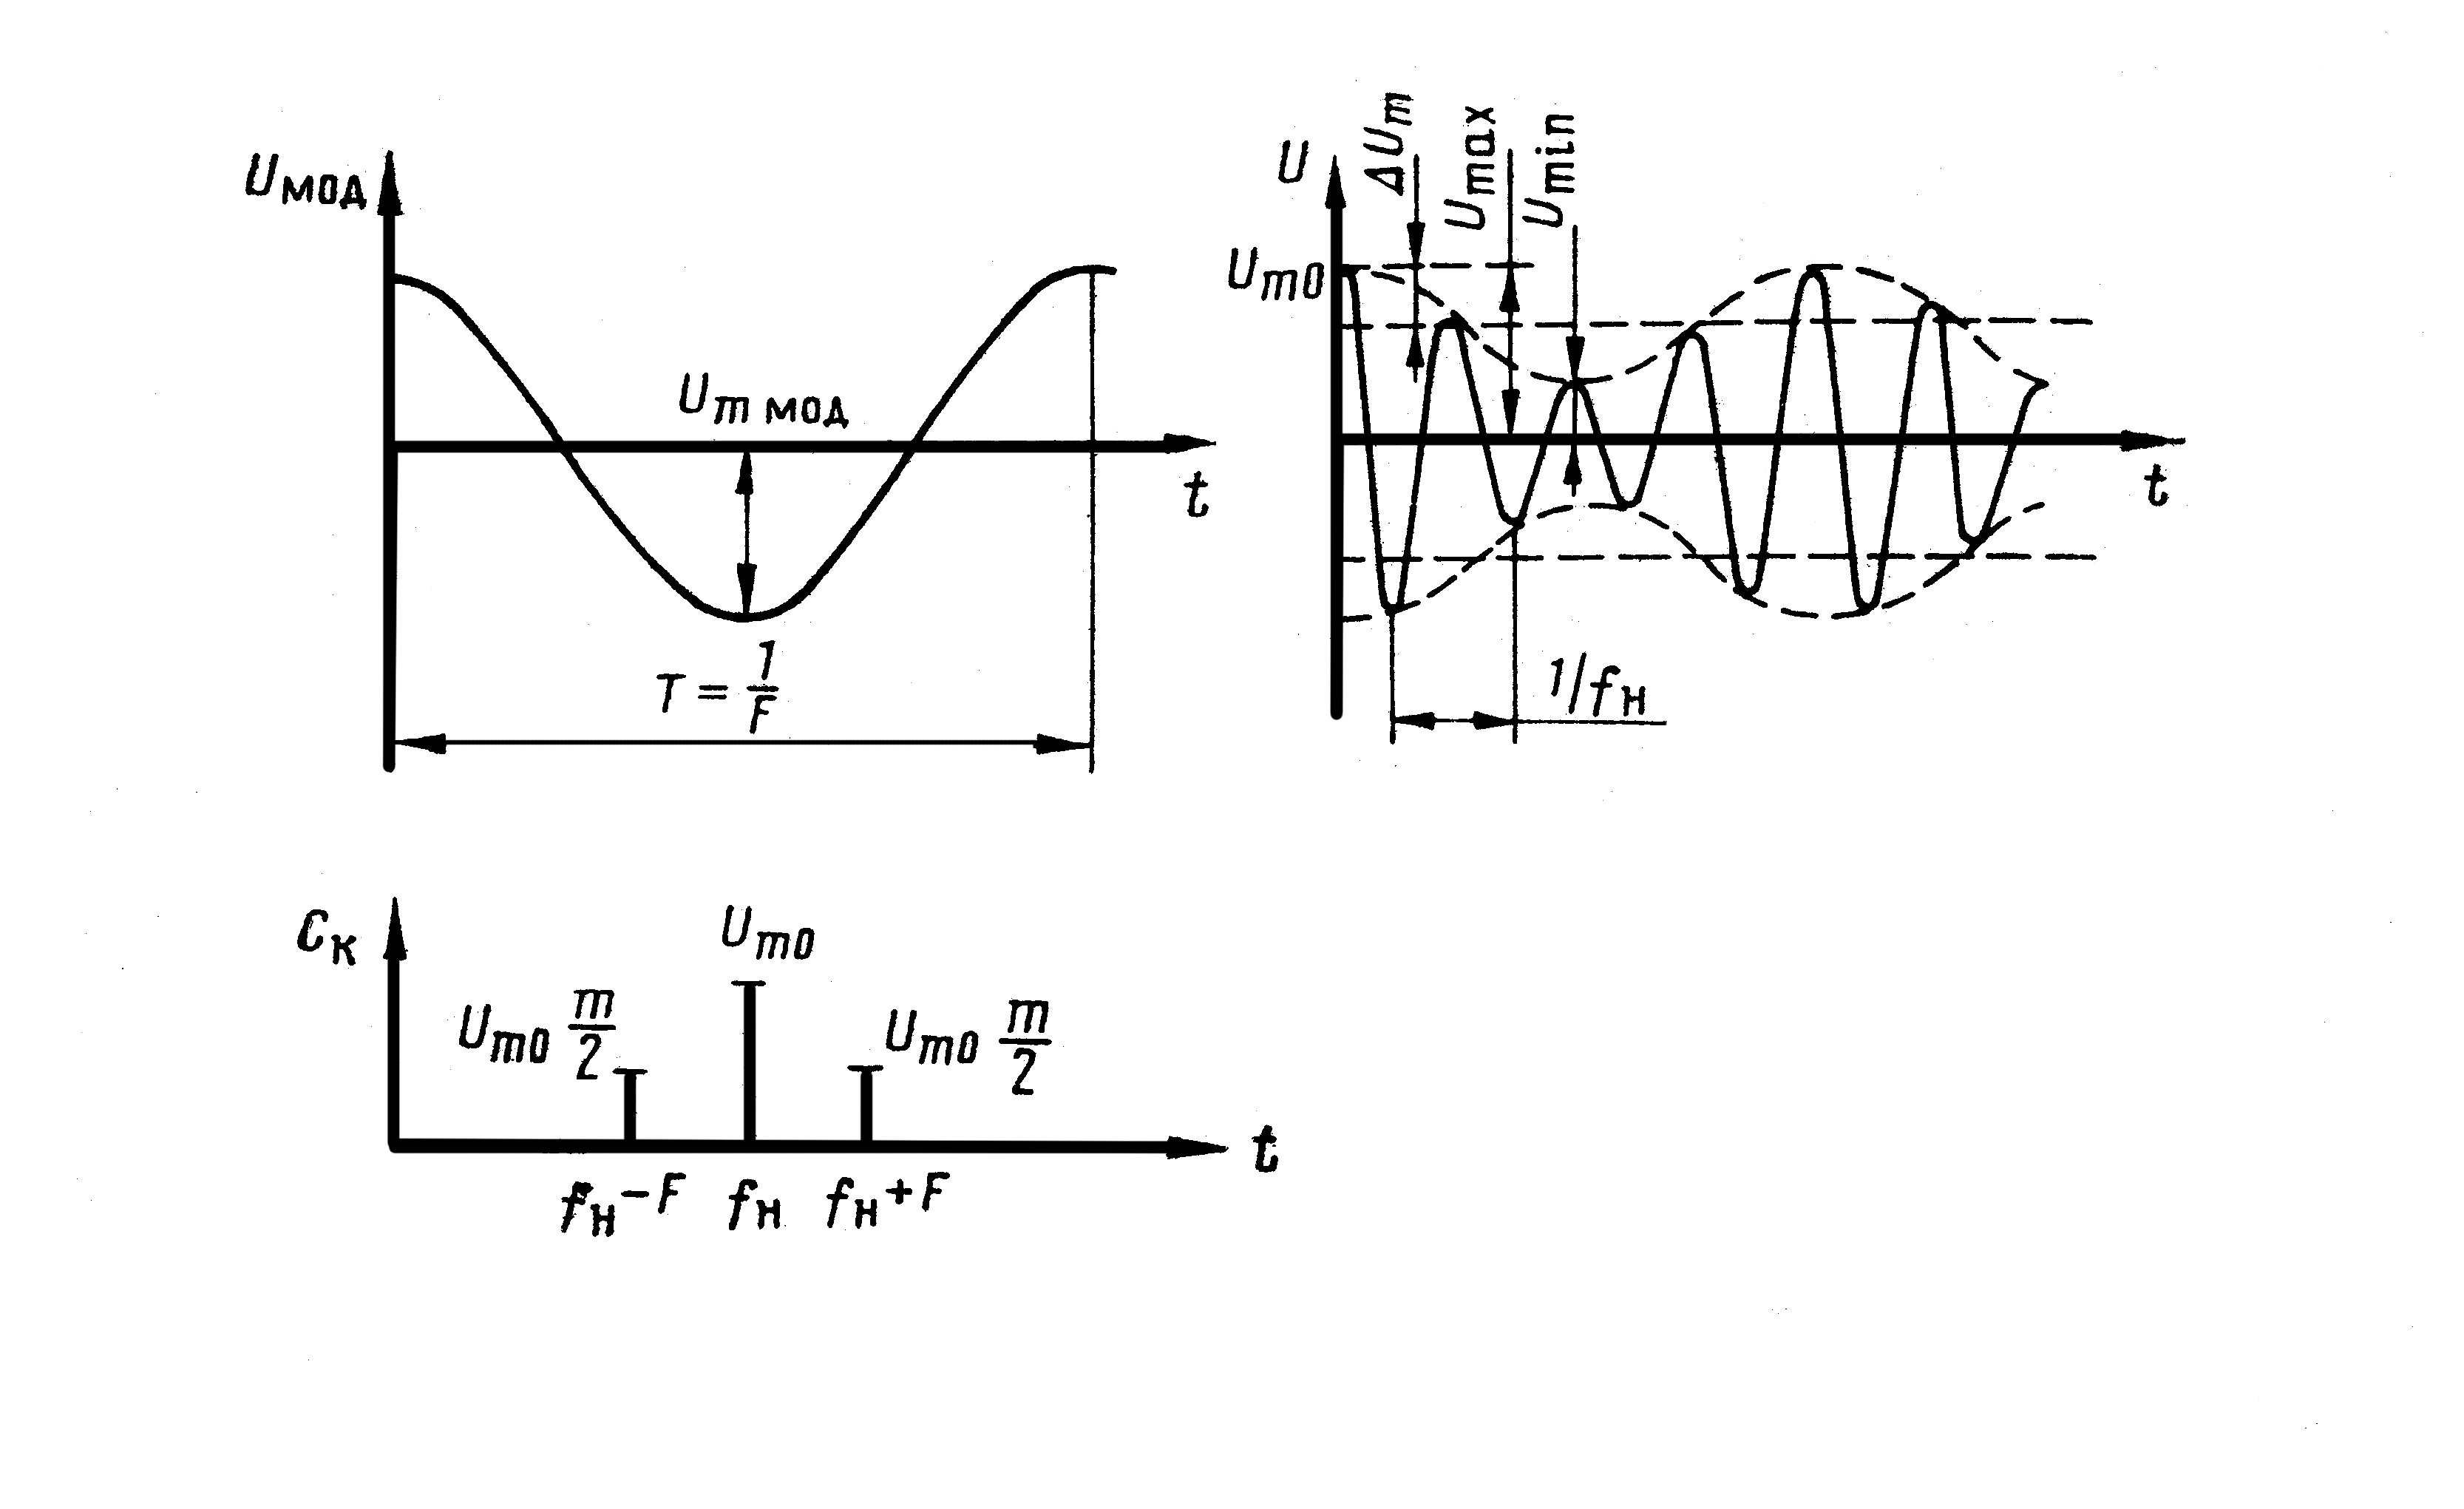 Uмод
Um мод
t
T = 1/F
U
ΔUm
Umax
Umin
Um0
t
1/fн
Cк
Um0 m/2
Um0
Um0 m/2
t
fн-F
fн
fн+F